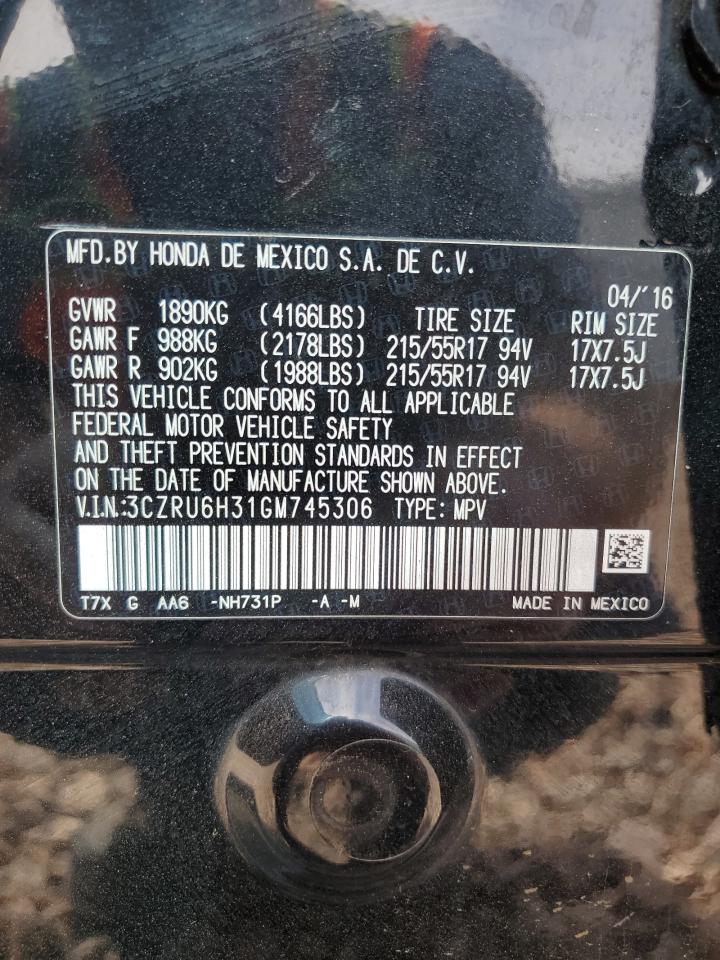 MFD.BY HONDA DE MEXICO S.A. DE C.V.
04/'16
GVWR 1890KG (4166LBS) TIRE SIZE RIM SIZE
GAWR F 988KG (2178LBS) 215/55R17 94V 17X7.5J
GAWR R 902KG (1988LBS) 215/55R17 94V 17X7.5J
THIS VEHICLE CONFORMS TO ALL APPLICABLE
FEDERAL MOTOR VEHICLE SAFETY
AND THEFT PREVENTION STANDARDS IN EFFECT
ON THE DATE OF MANUFACTURE SHOWN ABOVE.
V.I.N.:3CZRU6H31GM745306 TYPE: MPV
T7X G AA6 -NH731P -A -M MADE IN MEXICO